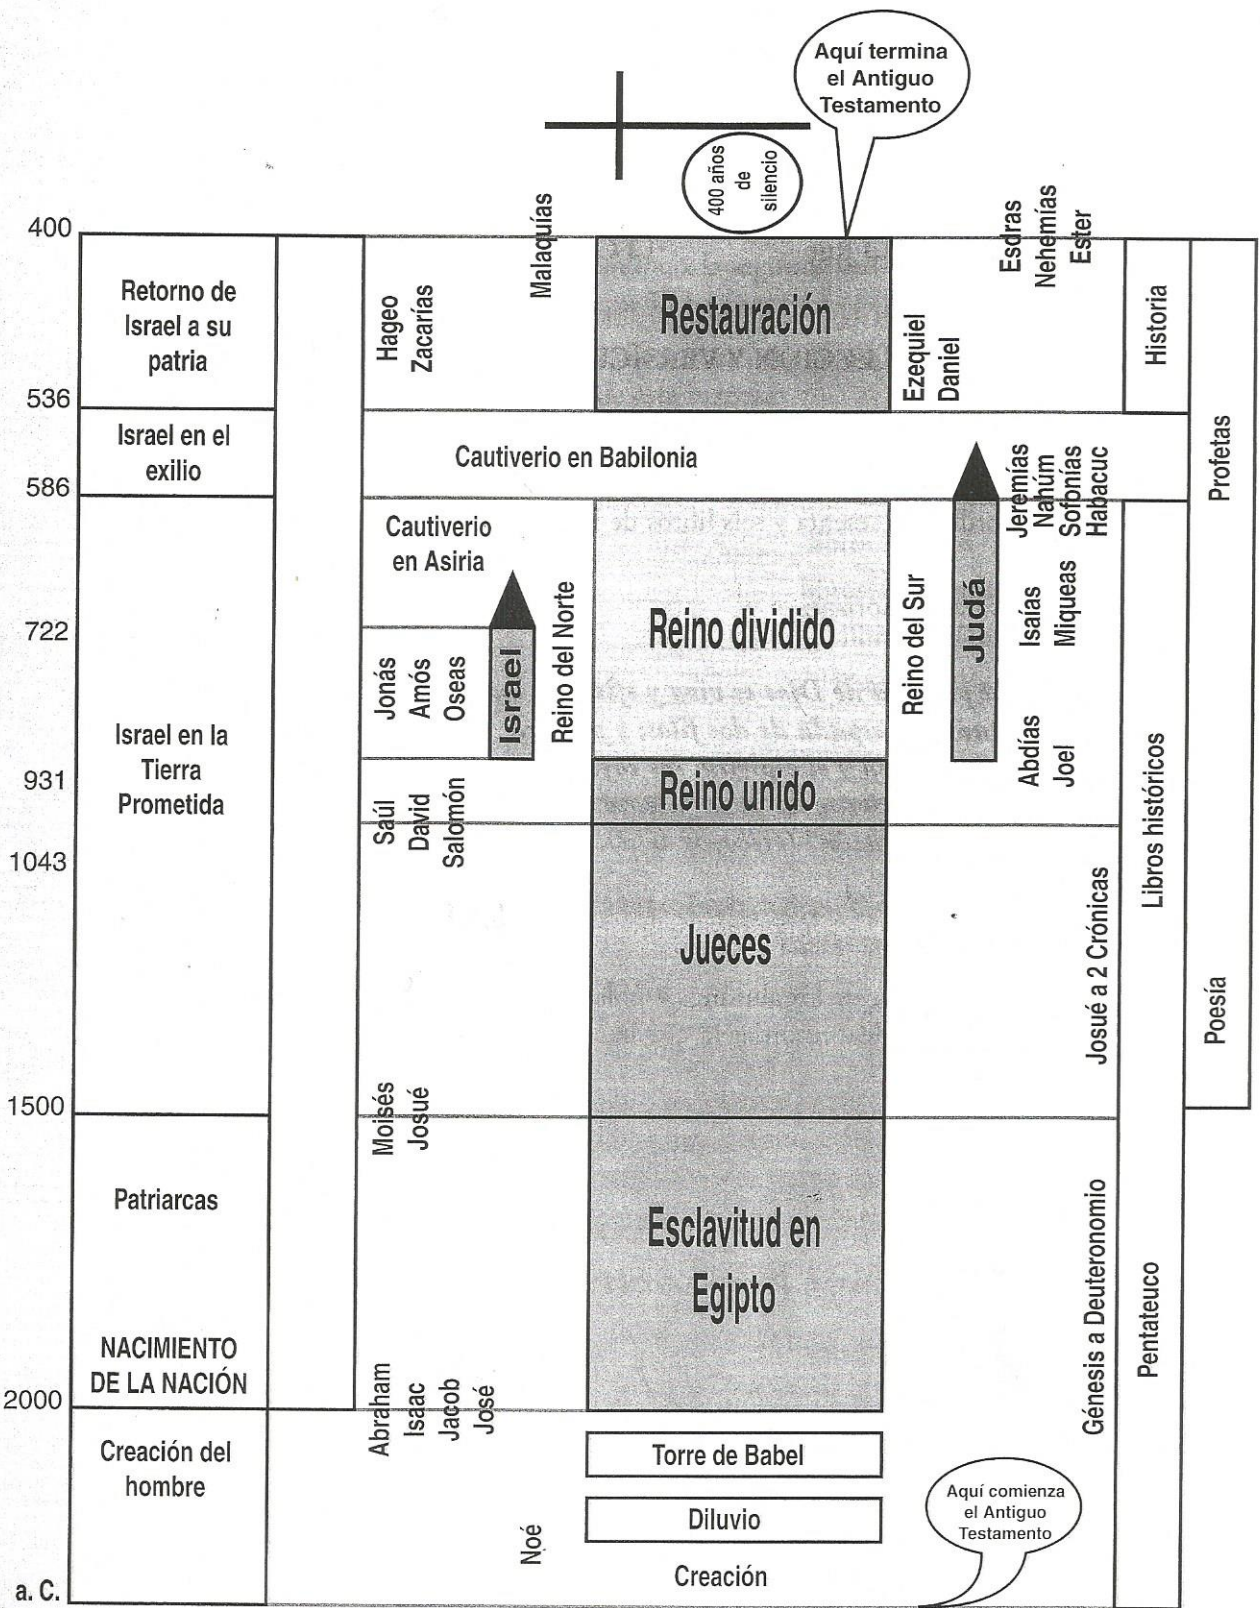 Aquí termina
el Antiguo
Testamento
400 años
de
silencio
400
Retorno de
Israel a su
patria
Hageo
Zacarías
Malaquías
Restauración
Ezequiel
Daniel
Esdras
Nehemías
Ester
Historia
536
Israel en el
exilio
Cautiverio en Babilonia
Profetas
586
Cautiverio
en Asiria
Jeremías
Nahúm
Sofonías
Habacuc
722
Jonás
Amós
Oseas
Israel
Reino del Norte
Reino dividido
Reino del Sur
Judá
Isaías
Miqueas
Abdías
Joel
Israel en la
Tierra
Prometida
931
Saúl
David
Salomón
Reino unido
1043
Jueces
Josué a 2 Crónicas
Libros históricos
Poesía
1500
Moisés
Josué
Patriarcas
Esclavitud en
Egipto
Génesis a Deuteronomio
Pentateuco
NACIMIENTO
DE LA NACIÓN
2000
Abraham
Isaac
Jacob
José
Creación del
hombre
Torre de Babel
Diluvio
Noé
Creación
Aquí comienza
el Antiguo
Testamento
a. C.